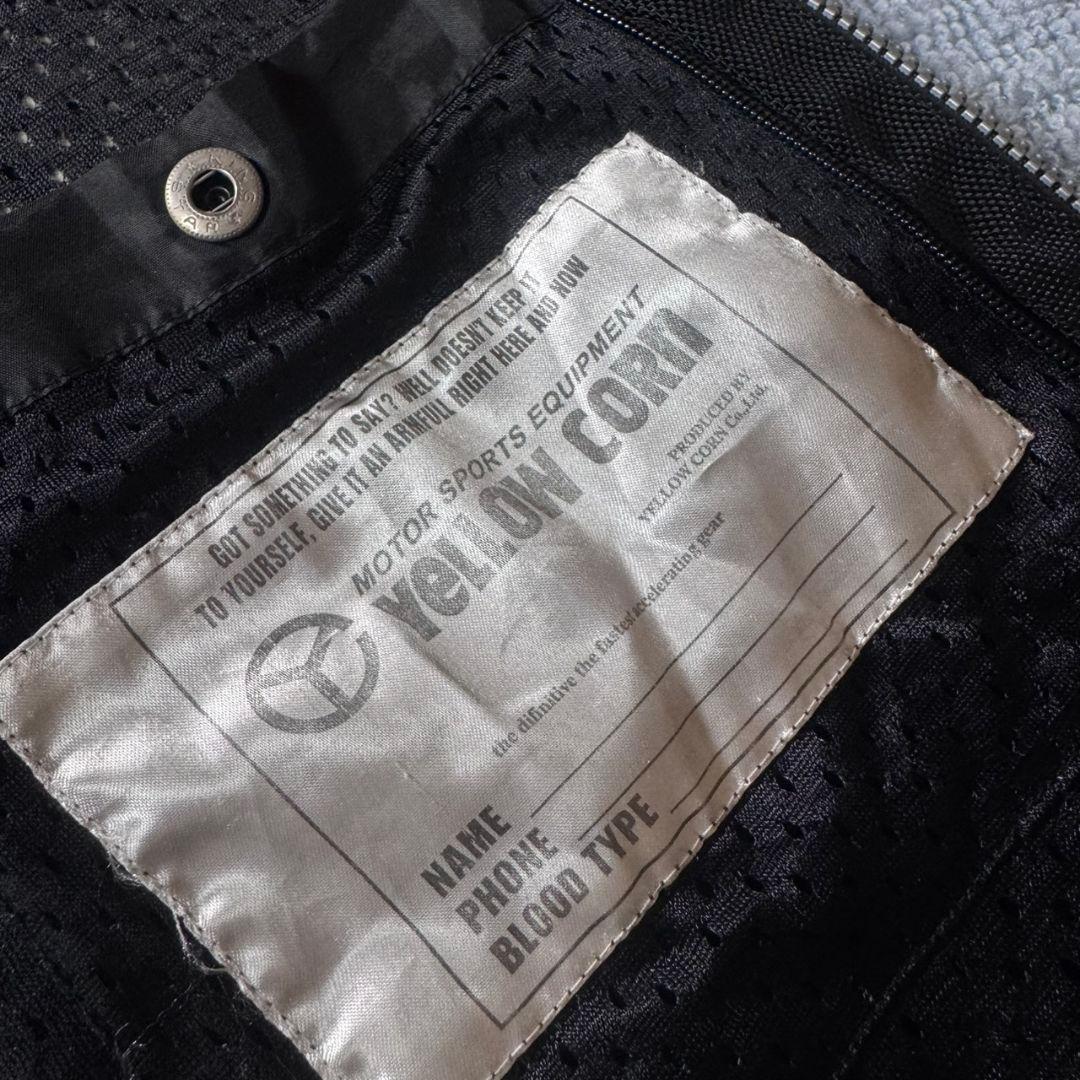 GOT SOMETHING TO SAY? WELL DOESN'T KEEP IT
TO YOURSELF, GIVE IT AN ARMFULL RIGHT HERE AND NOW
MOTOR SPORTS EQUIPMENT
YeLLOW CORN
PRODUCED BY
YELLOW CORN Co.,Ltd.
the difinative the fastest accelerating gear
NAME
PHONE
BLOOD TYPE